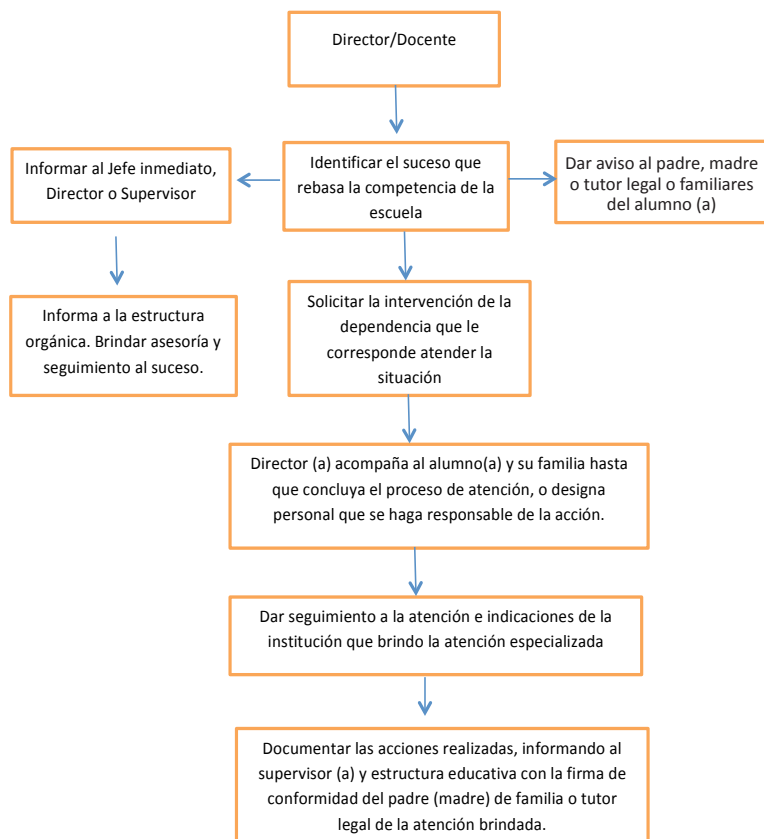 Director/Docente
Informar al Jefe inmediato,
Director o Supervisor
Identificar el suceso que
rebasa la competencia de la
escuela
Dar aviso al padre, madre
o tutor legal o familiares
del alumno (a)
Informa a la estructura
orgánica. Brindar asesoría y
seguimiento al suceso.
Solicitar la intervención de la
dependencia que le
corresponde atender la
situación
Director (a) acompaña al alumno(a) y su familia hasta
que concluya el proceso de atención, o designa
personal que se haga responsable de la acción.
Dar seguimiento a la atención e indicaciones de la
institución que brindo la atención especializada
Documentar las acciones realizadas, informando al
supervisor (a) y estructura educativa con la firma de
conformidad del padre (madre) de familia o tutor
legal de la atención brindada.